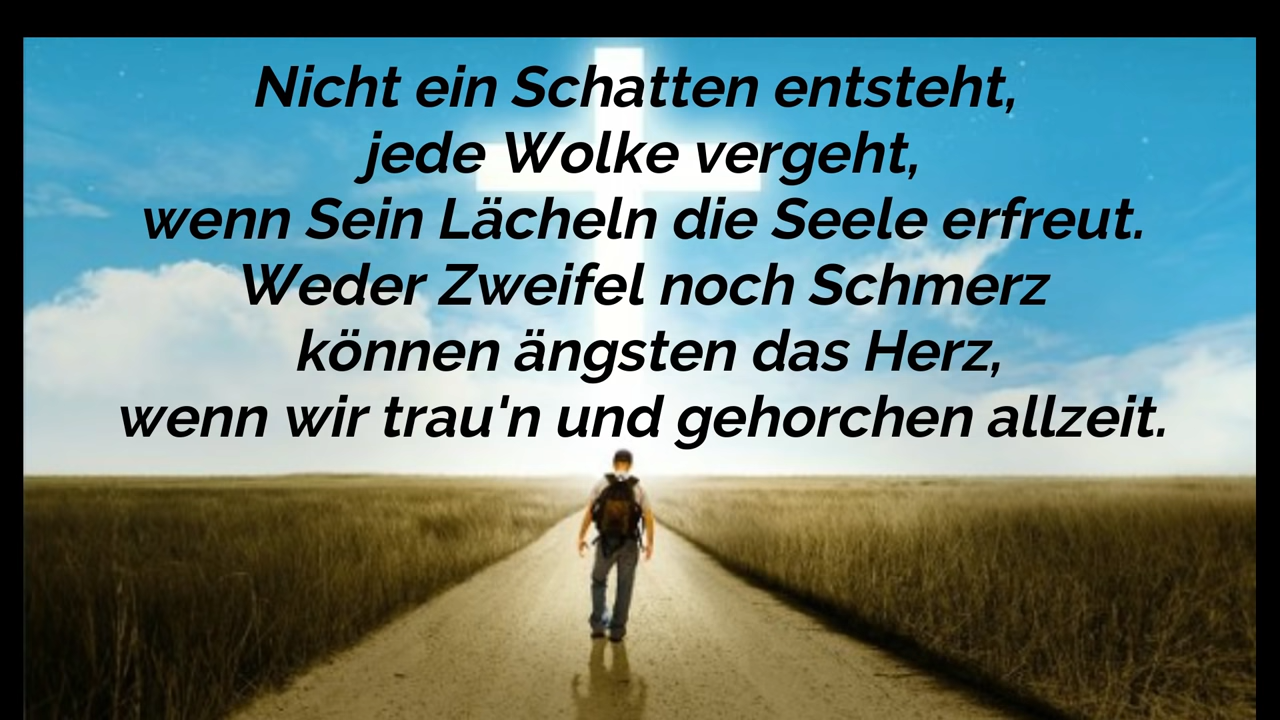 Nicht ein Schatten entsteht,
jede Wolke vergeht,
wenn Sein Lächeln die Seele erfreut.
Weder Zweifel noch Schmerz
können ängsten das Herz,
wenn wir trau'n und gehorchen allzeit.